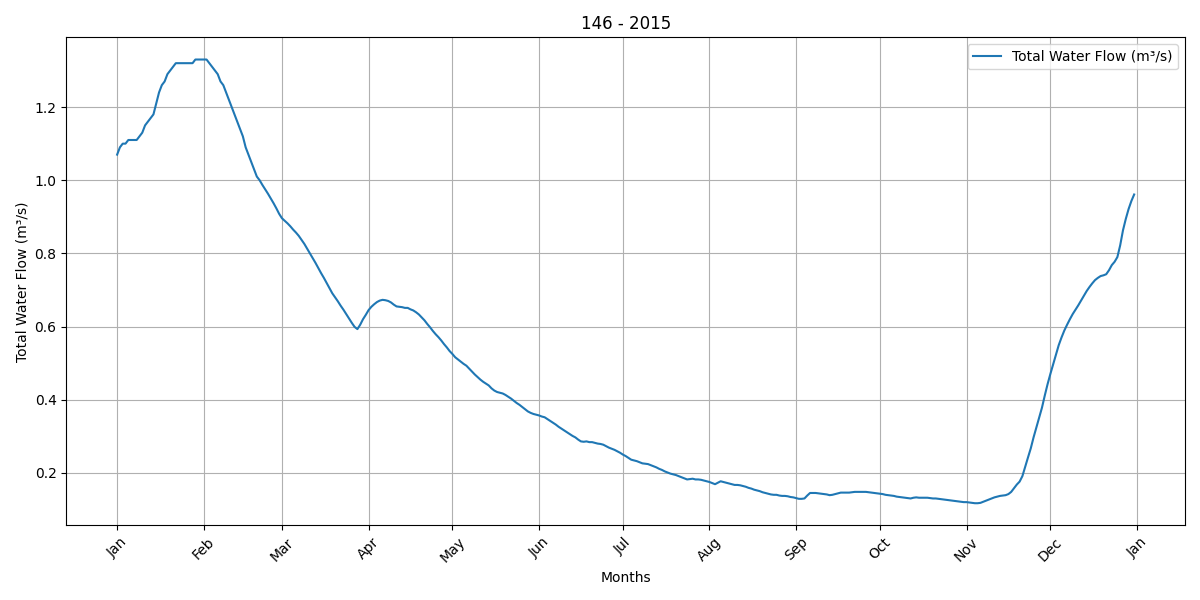 146 - 2015
Total Water Flow (m³/s)
Total Water Flow (m³/s)
1.2
1.0
0.8
0.6
0.4
0.2
Jan Feb Mar Apr May Jun Jul Aug Sep Oct Nov Dec Jan
Months